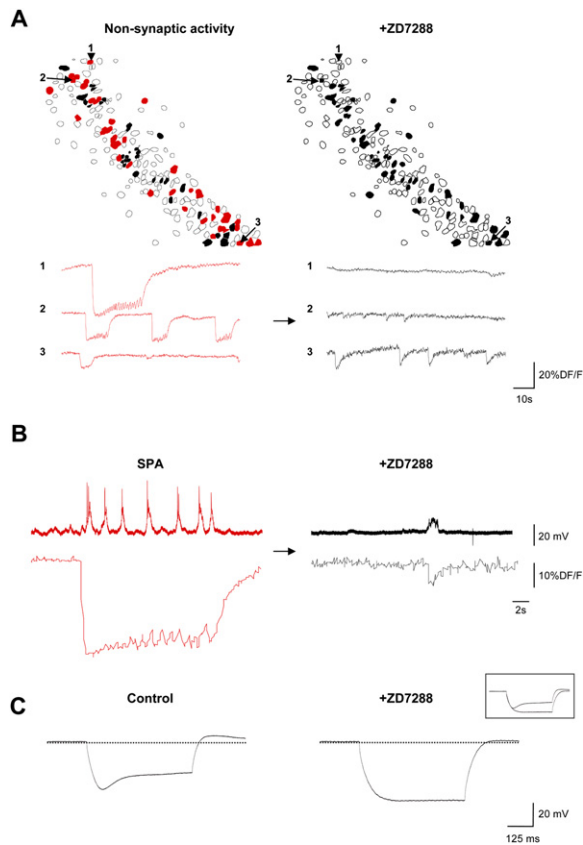 A
Non-synaptic activity
+ZD7288
1
2
3
1
2
3
1
2
3
1
2
3
20%DF/F
10s
B
SPA
+ZD7288
20 mV
10%DF/F
2s
C
Control
+ZD7288
20 mV
125 ms